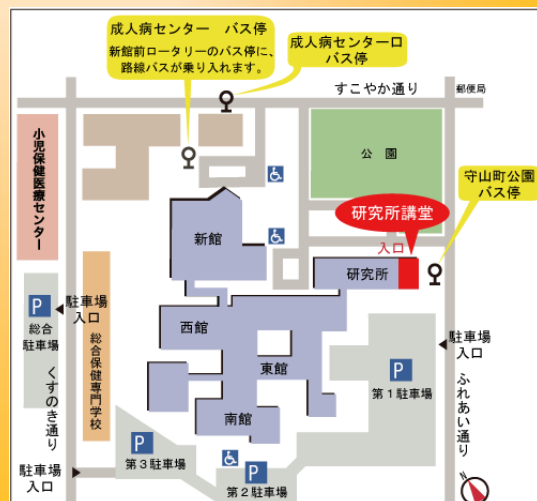 成人病センター バス停
新館前ロータリーのバス停に、
路線バスが乗り入れます。
成人病センター口
バス停
すこやか通り
郵便局
小児保健医療センター
公園
守山町公園
バス停
研究所講堂
新館
入口
研究所
P
駐車場
入口
総合
駐車場
西館
総合保健専門学校
東館
P
第1駐車場
駐車場
入口
くすのき通り
ふれあい通り
南館
P
第3駐車場
駐車場
入口
P
第2駐車場
N